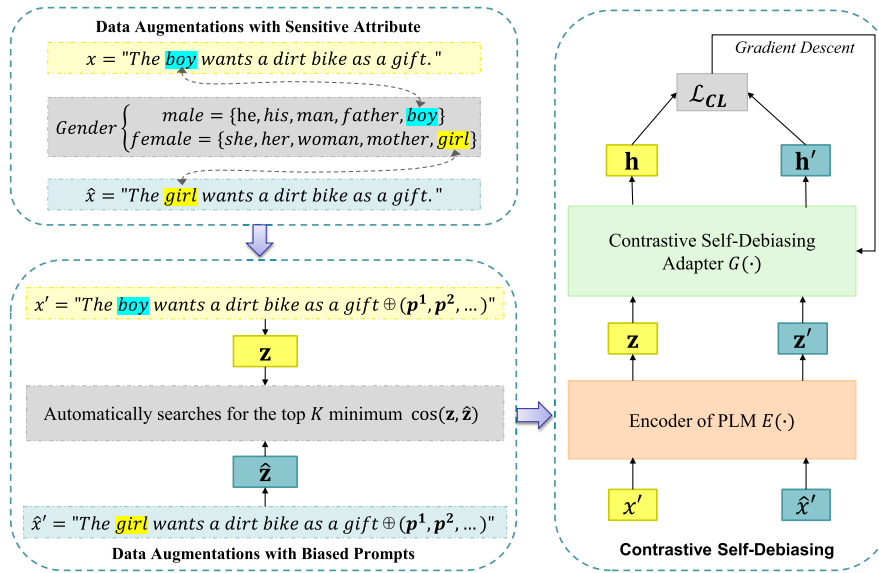 Data Augmentations with Sensitive Attribute
x = "The boy wants a dirt bike as a gift."
Gender {
male = {he, his, man, father, boy}
female = {she, her, woman, mother, girl}
x̂ = "The girl wants a dirt bike as a gift."
x′ = "The boy wants a dirt bike as a gift ⊕ (p¹, p², …)"
z
Automatically searches for the top K minimum cos(z, ẑ)
ẑ
x̂′ = "The girl wants a dirt bike as a gift ⊕ (p¹, p², …)"
Data Augmentations with Biased Prompts
Gradient Descent
ℒ_CL
h
h′
Contrastive Self-Debiasing
Adapter G(·)
z
z′
Encoder of PLM E(·)
x′
x̂′
Contrastive Self-Debiasing